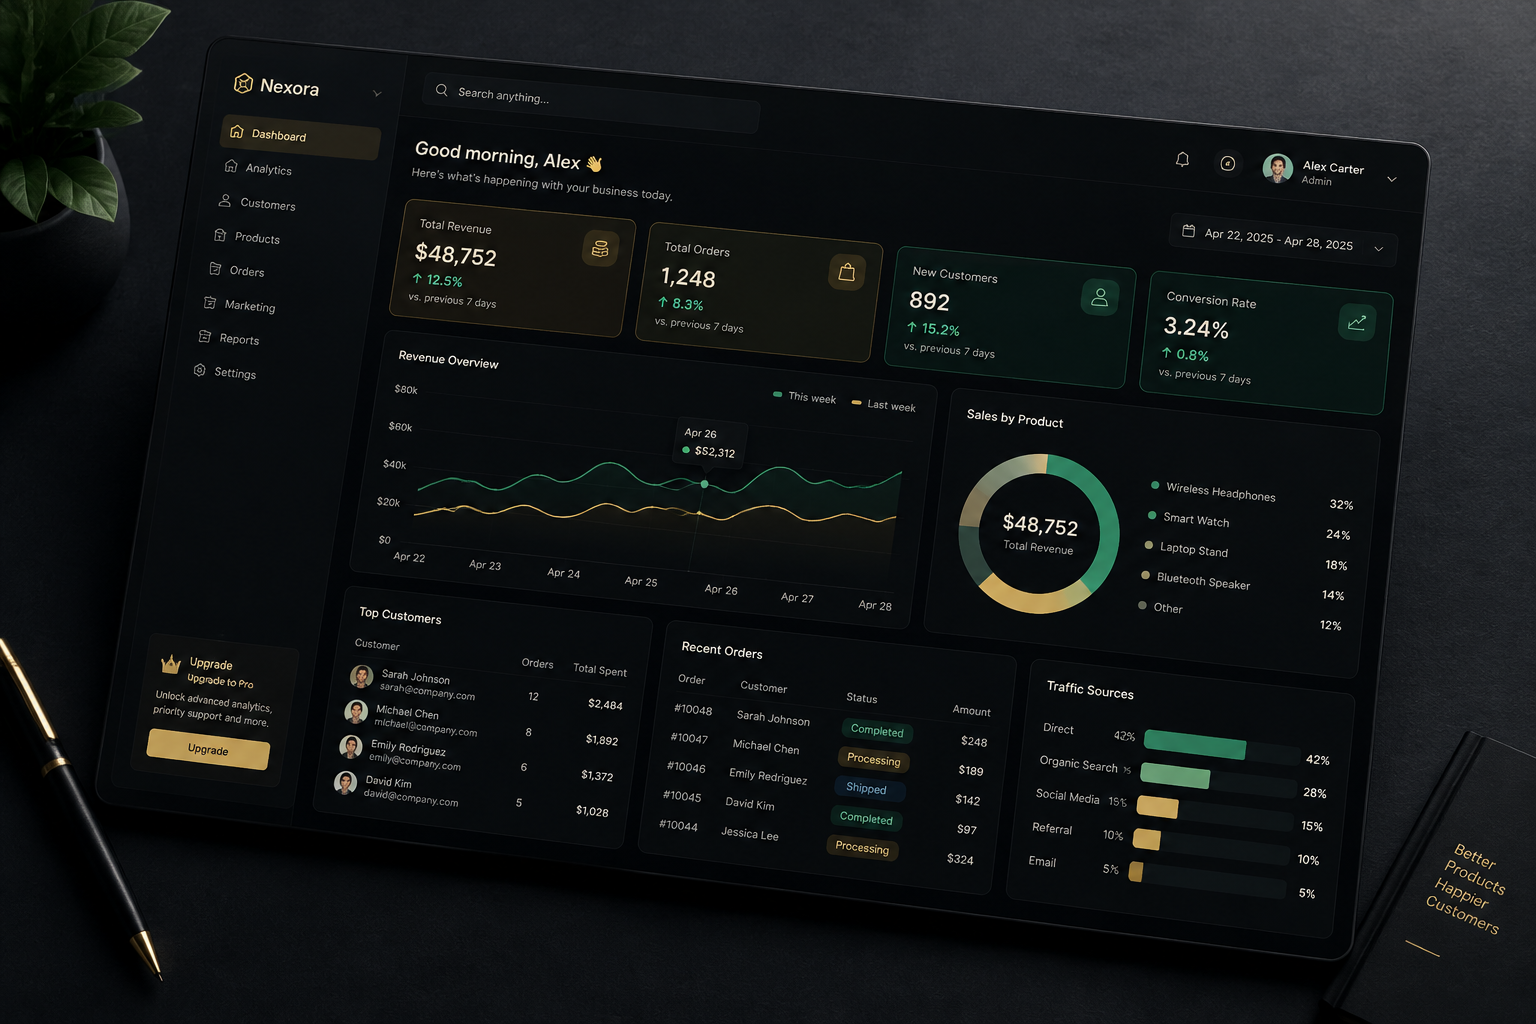 Nexora
Search anything...
Dashboard
Analytics
Customers
Products
Orders
Marketing
Reports
Settings
Upgrade
Upgrade to Pro
Unlock advanced analytics,
priority support and more.
Upgrade
Good morning, Alex 👋
Here's what's happening with your business today.
Alex Carter
Admin
Apr 22, 2025 - Apr 28, 2025
Total Revenue
$48,752
↑ 12.5%
vs. previous 7 days
Total Orders
1,248
↑ 8.3%
vs. previous 7 days
New Customers
892
↑ 15.2%
vs. previous 7 days
Conversion Rate
3.24%
↑ 0.8%
vs. previous 7 days
Revenue Overview
This week
Last week
$80k
$60k
$40k
$20k
$0
Apr 26
$52,312
Apr 22
Apr 23
Apr 24
Apr 25
Apr 26
Apr 27
Apr 28
Sales by Product
$48,752
Total Revenue
Wireless Headphones 32%
Smart Watch 24%
Laptop Stand 18%
Blueteoth Speaker 14%
Other 12%
Top Customers
Customer Orders Total Spent
Sarah Johnson 12 $2,484
sarah@company.com
Michael Chen 8 $1,892
michael@company.com
Emily Rodriguez 6 $1,372
emily@company.com
David Kim 5 $1,028
david@company.com
Recent Orders
Order Customer Status Amount
#10048 Sarah Johnson Completed $248
#10047 Michael Chen Processing $189
#10046 Emily Redriguez Shipped $142
#10045 David Kim Completed $97
#10044 Jessica Lee Processing $324
Traffic Sources
Direct 42% 42%
Organic Search 28%
Social Media 15% 15%
Referral 10% 10%
Email 5% 5%
Better
Products
Happier
Customers